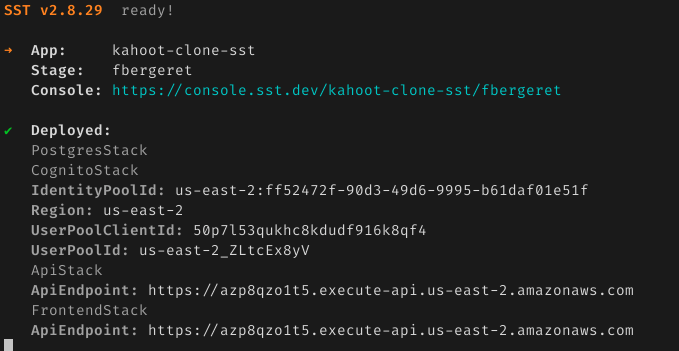 SST v2.8.29 ready!
➜ App: kahoot-clone-sst
Stage: fbergeret
Console: https://console.sst.dev/kahoot-clone-sst/fbergeret
✔ Deployed:
PostgresStack
CognitoStack
IdentityPoolId: us-east-2:ff52472f-90d3-49d6-9995-b61daf01e51f
Region: us-east-2
UserPoolClientId: 50p7l53qukhc8kdudf916k8qf4
UserPoolId: us-east-2_ZLtcEx8yV
ApiStack
ApiEndpoint: https://azp8qzo1t5.execute-api.us-east-2.amazonaws.com
FrontendStack
ApiEndpoint: https://azp8qzo1t5.execute-api.us-east-2.amazonaws.com